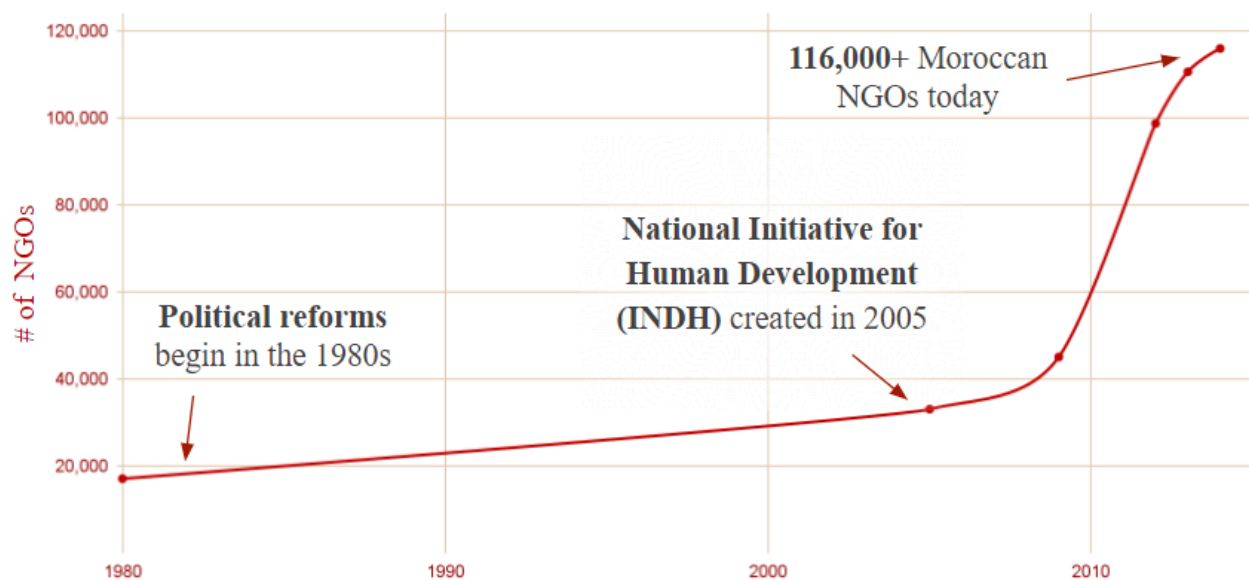 120,000
100,000
80,000
60,000
40,000
20,000
# of NGOs
116,000+ Moroccan
NGOs today
National Initiative for
Human Development
(INDH) created in 2005
Political reforms
begin in the 1980s
1980
1990
2000
2010